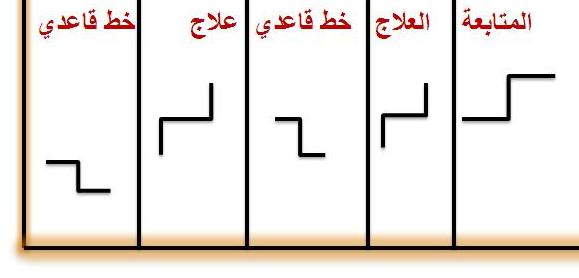 خط قاعدي
علاج
خط قاعدي
العلاج
المتابعة